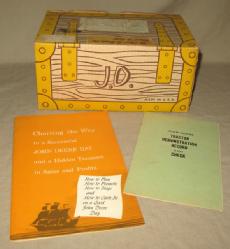 J.D.
Charting the Way
to a Successful
JOHN DEERE DAY
and a Hidden Treasure
in Sales and Profits
How to Plan
How to Promote
How to Stage
and
How to Cash In
on a Good
John Deere
Day
TRACTOR
DEMONSTRATION
RECORD
CHECK